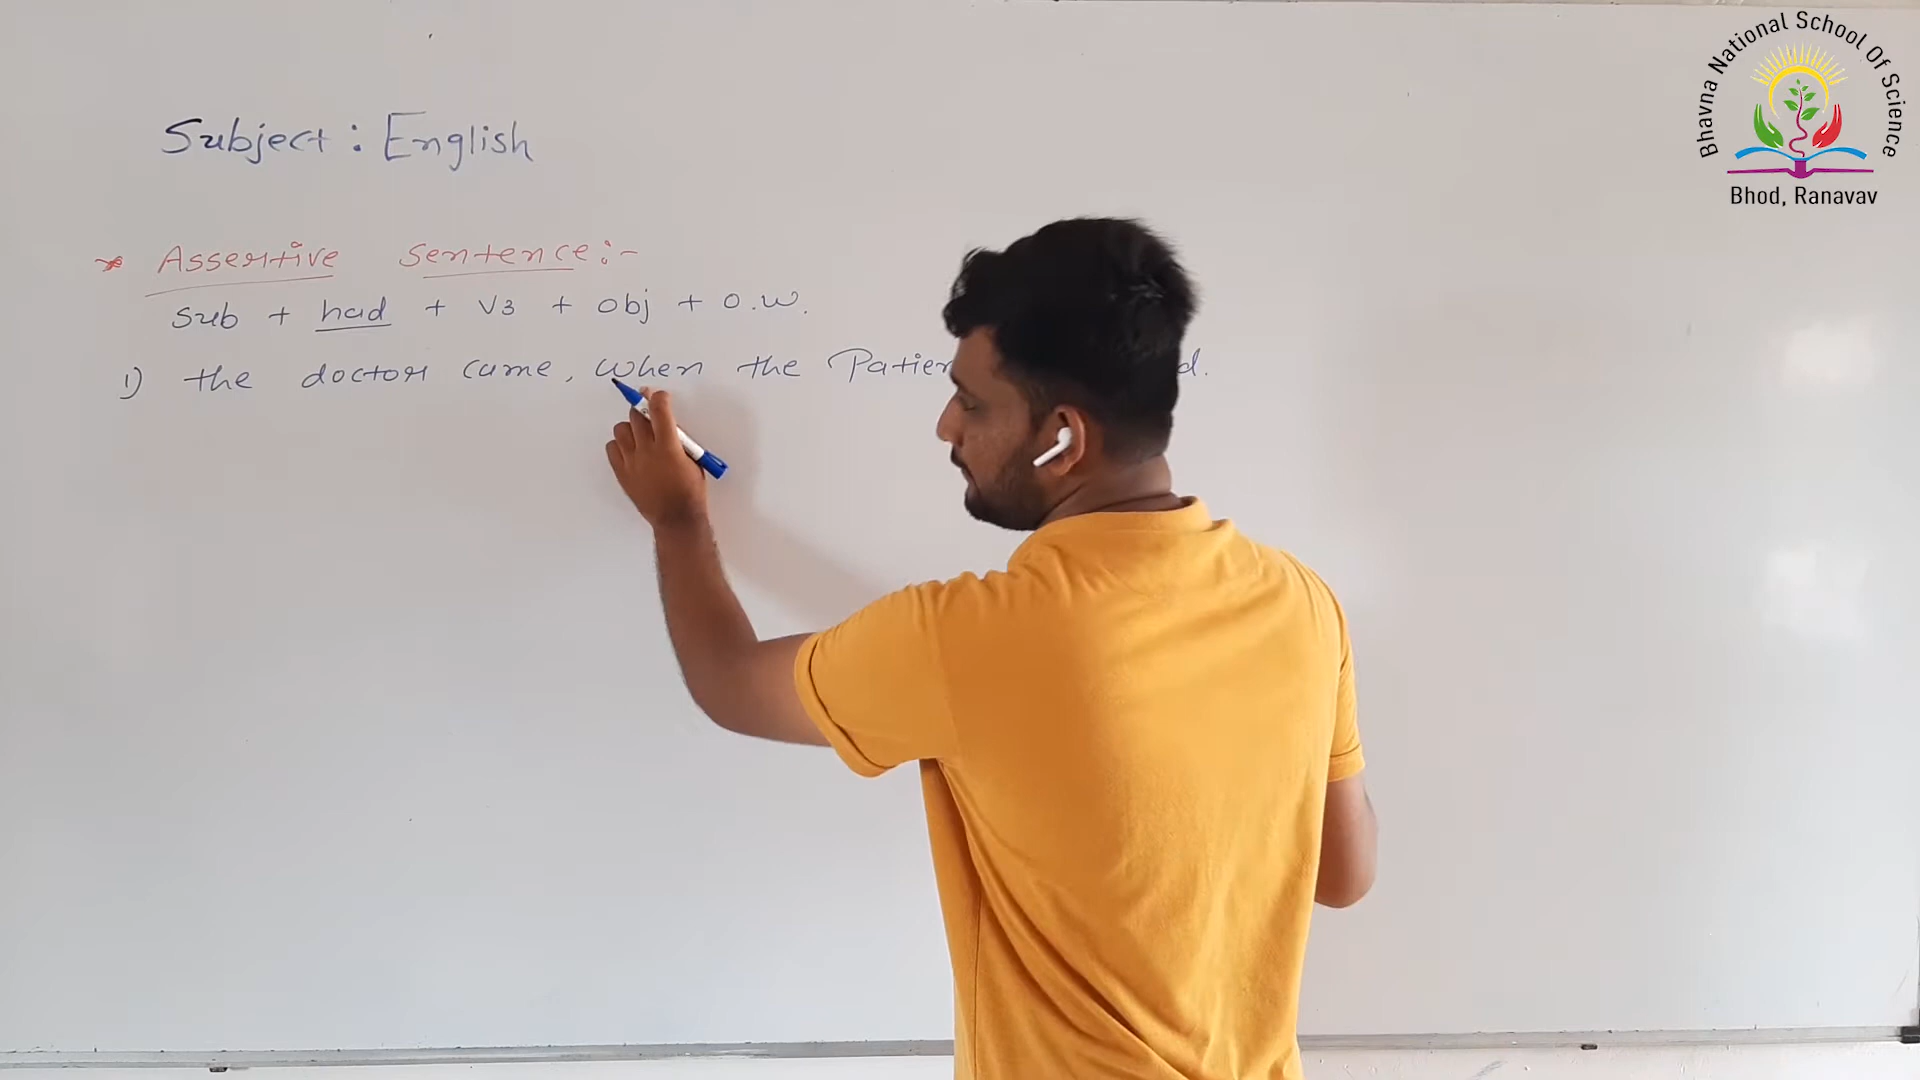 Bhavna National School Of Science
Bhod, Ranavav
Subject : English
* Assertive Sentence :-
Sub + had + V3 + Obj + O.W.
1) the doctor came, when the